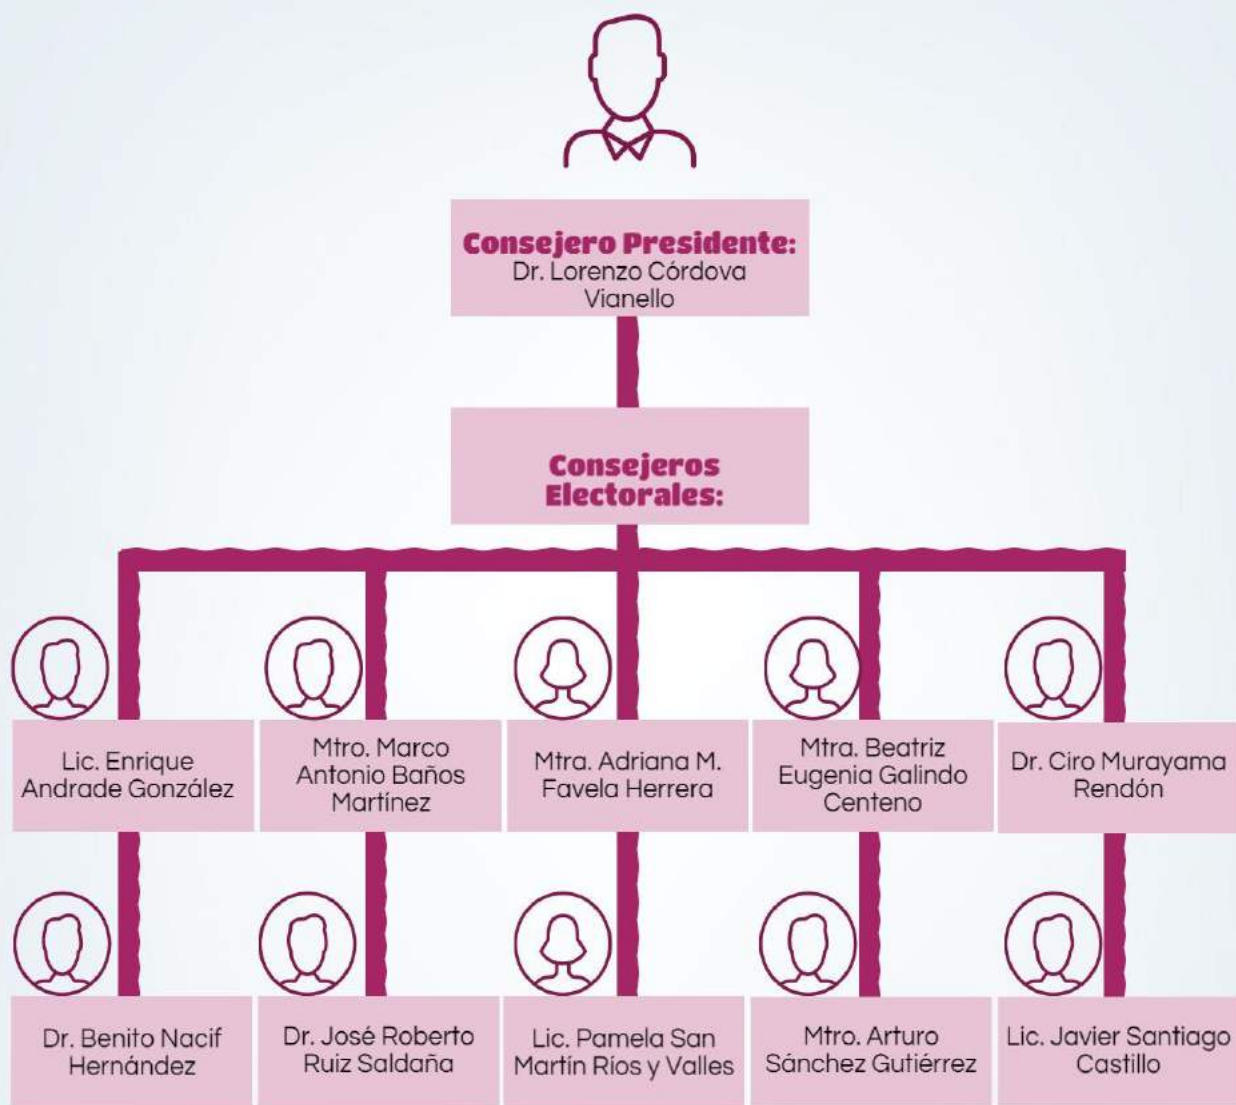 Consejero Presidente:
Dr. Lorenzo Córdova
Vianello
Consejeros
Electorales:
Lic. Enrique
Andrade González
Mtro. Marco
Antonio Baños
Martínez
Mtra. Adriana M.
Favela Herrera
Mtra. Beatriz
Eugenia Galindo
Centeno
Dr. Ciro Murayama
Rendón
Dr. Benito Nacif
Hernández
Dr. José Roberto
Ruiz Saldaña
Lic. Pamela San
Martín Ríos y Valles
Mtro. Arturo
Sánchez Gutiérrez
Lic. Javier Santiago
Castillo